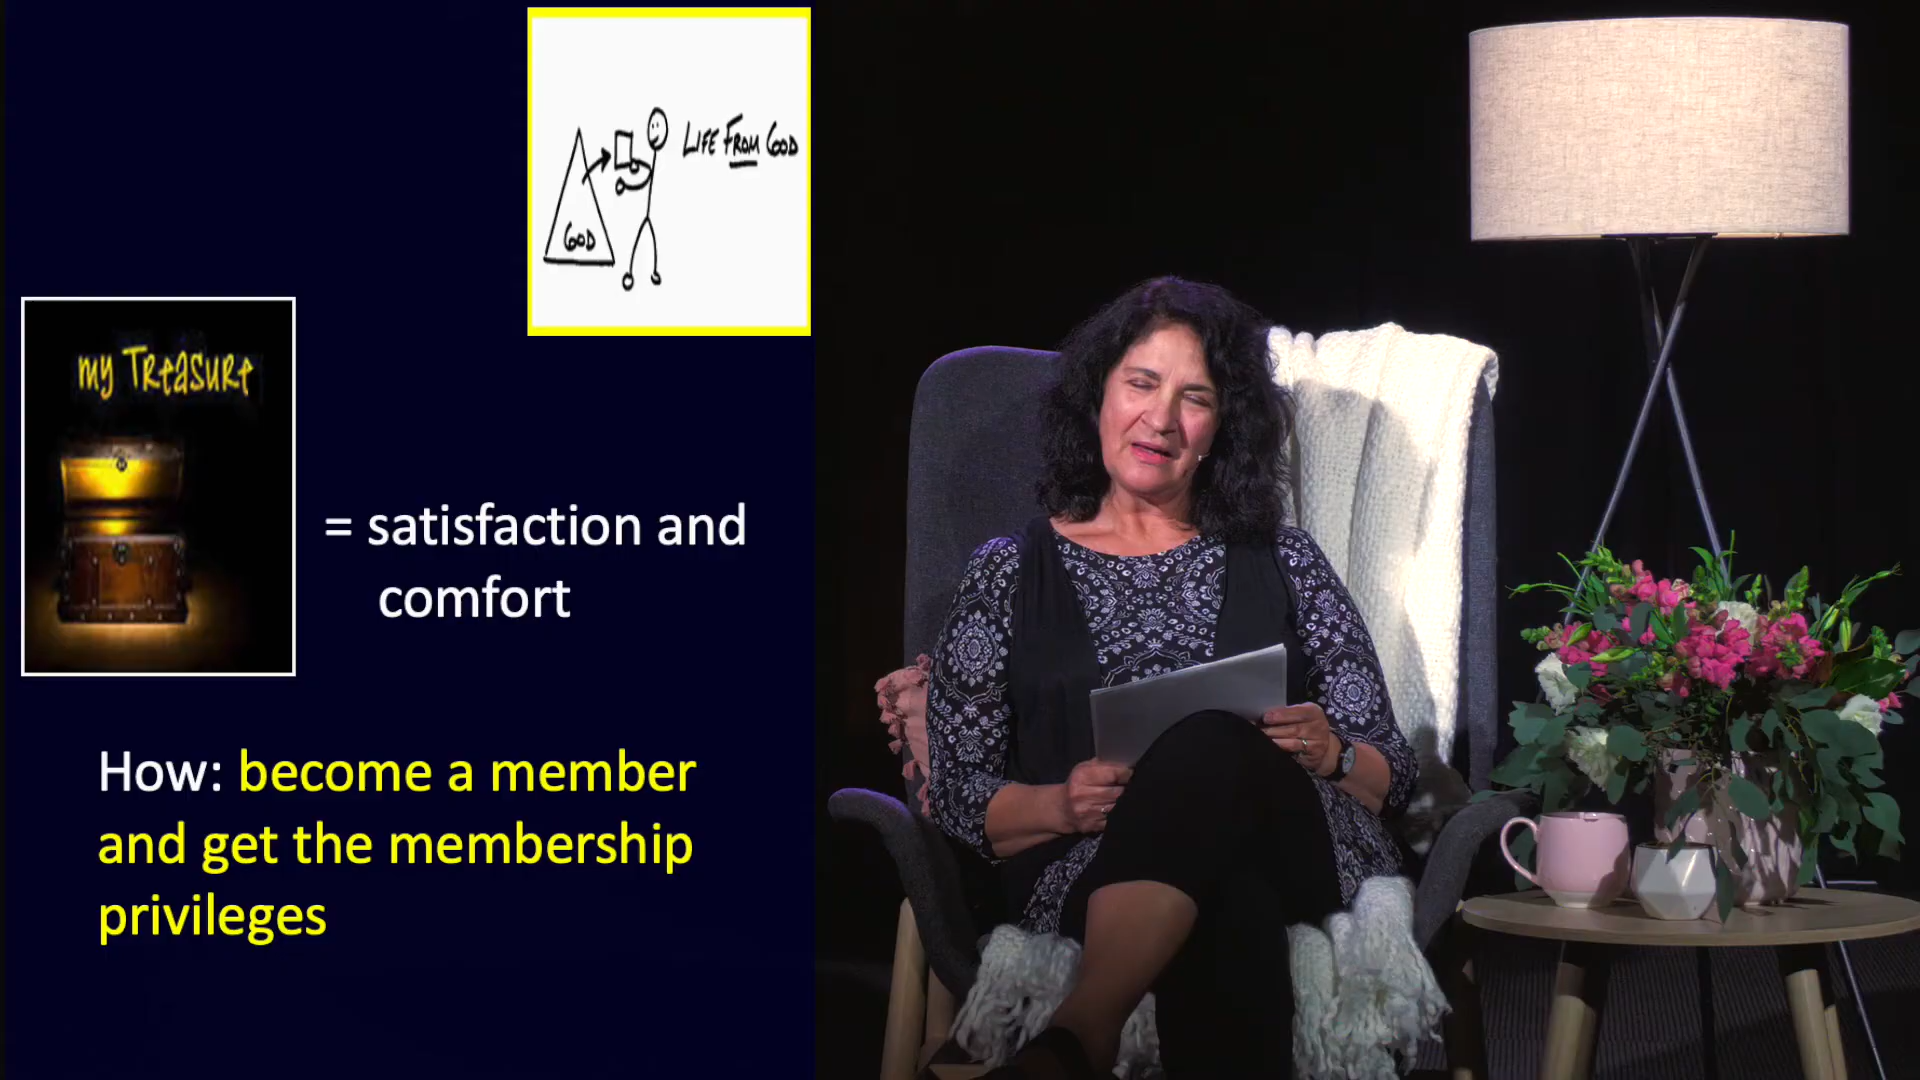 LIFE FROM GOD
GOD
my Treasure
= satisfaction and
comfort
How: become a member
and get the membership
privileges